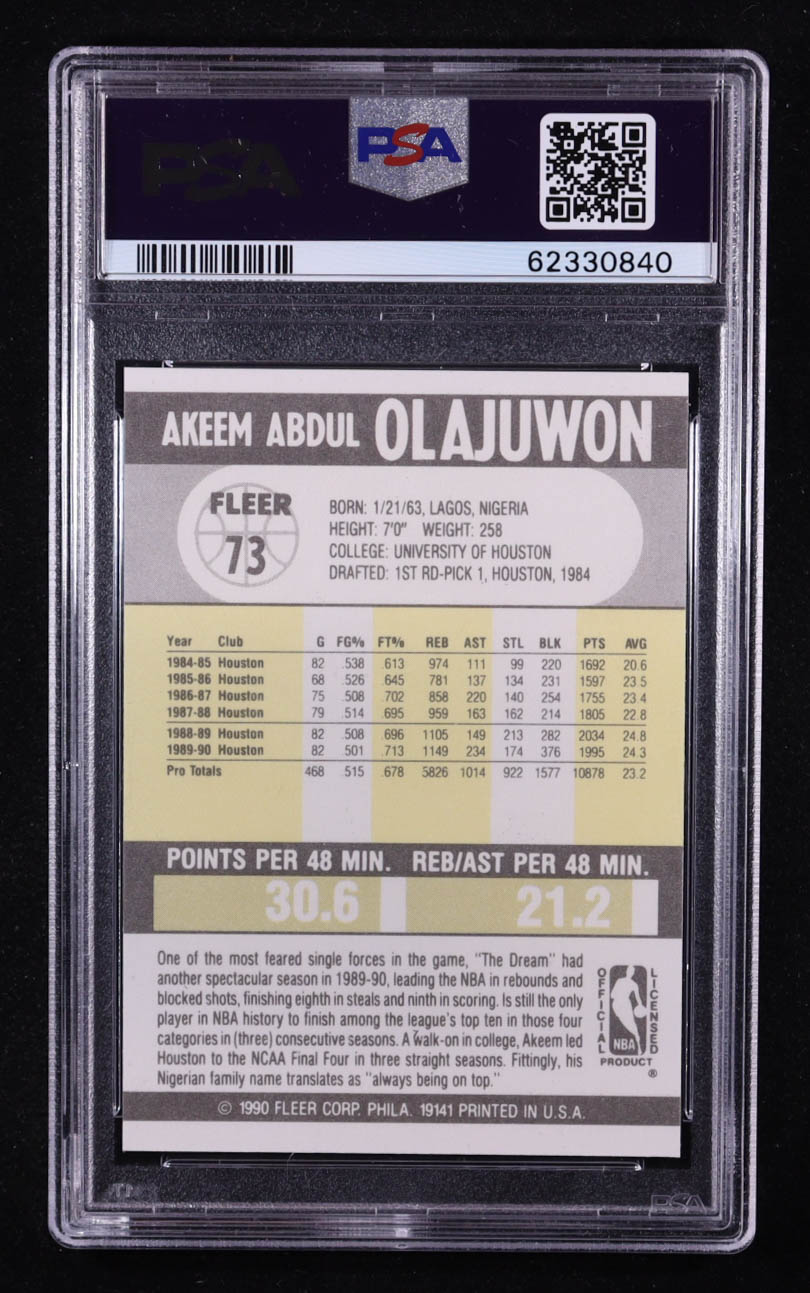 PSA
PSA
62330840
AKEEM ABDUL OLAJUWON
FLEER
73
BORN: 1/21/63, LAGOS, NIGERIA
HEIGHT: 7'0" WEIGHT: 258
COLLEGE: UNIVERSITY OF HOUSTON
DRAFTED: 1ST RD-PICK 1, HOUSTON, 1984
Year Club G FG% FT% REB AST STL BLK PTS AVG
1984-85 Houston 82 .538 .613 974 111 99 220 1692 20.6
1985-86 Houston 68 .526 .645 781 137 134 231 1597 23.5
1986-87 Houston 75 .508 .702 858 220 140 254 1755 23.4
1987-88 Houston 79 .514 .695 959 163 162 214 1805 22.8
1988-89 Houston 82 .508 .696 1105 149 213 282 2034 24.8
1989-90 Houston 82 .501 .713 1149 234 174 376 1995 24.3
Pro Totals 468 .515 .678 5826 1014 922 1577 10878 23.2
POINTS PER 48 MIN. REB/AST PER 48 MIN.
30.6 21.2
One of the most feared single forces in the game, "The Dream" had
another spectacular season in 1989-90, leading the NBA in rebounds and
blocked shots, finishing eighth in steals and ninth in scoring. Is still the only
player in NBA history to finish among the league's top ten in those four
categories in (three) consecutive seasons. A walk-on in college, Akeem led
Houston to the NCAA Final Four in three straight seasons. Fittingly, his
Nigerian family name translates as "always being on top."
OFFICIAL
NBA
LICENSED
PRODUCT
®
© 1990 FLEER CORP. PHILA. 19141 PRINTED IN U.S.A.
PSA